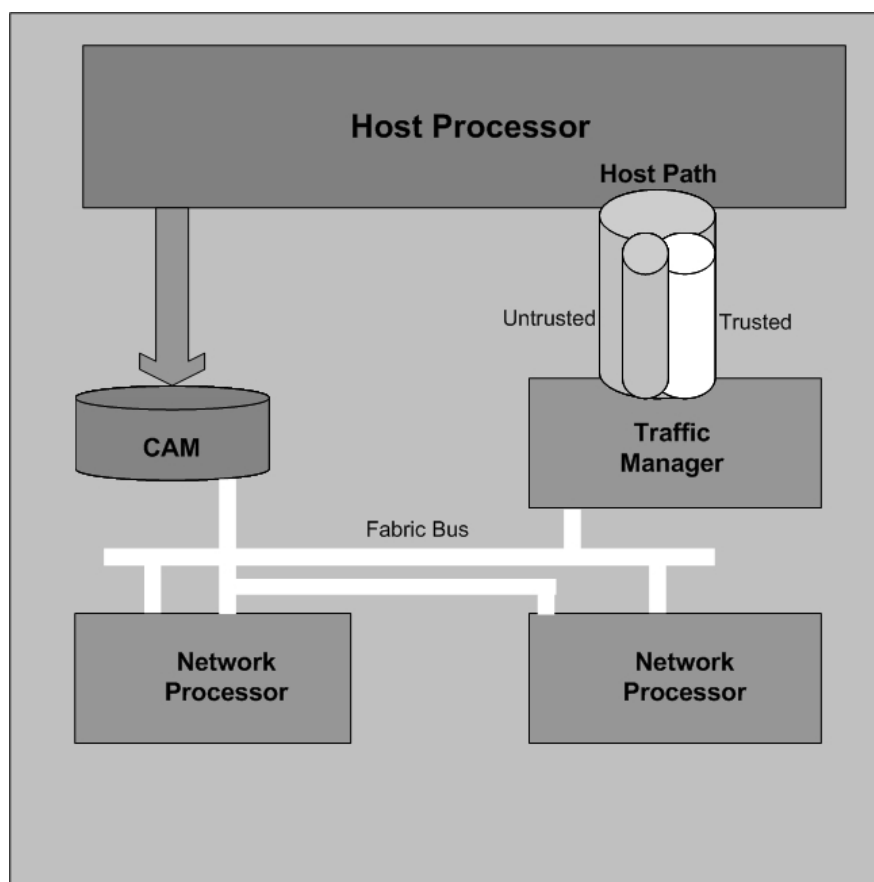 Host Processor
Host Path
Untrusted
Trusted
CAM
Traffic
Manager
Fabric Bus
Network
Processor
Network
Processor